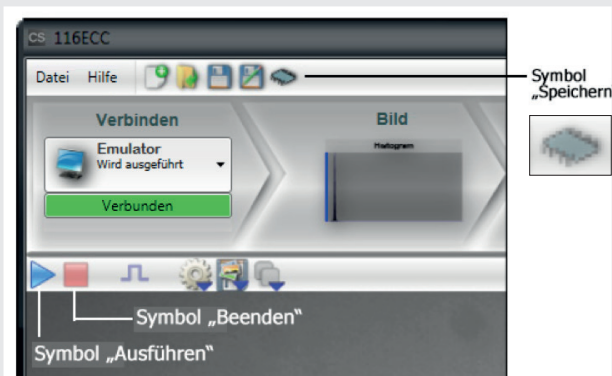 CS 116ECC
Datei Hilfe
Symbol
„Speichern
Verbinden
Bild
Emulator
Wird ausgeführt
Histogram
Verbunden
Symbol „Beenden“
Symbol „Ausführen“